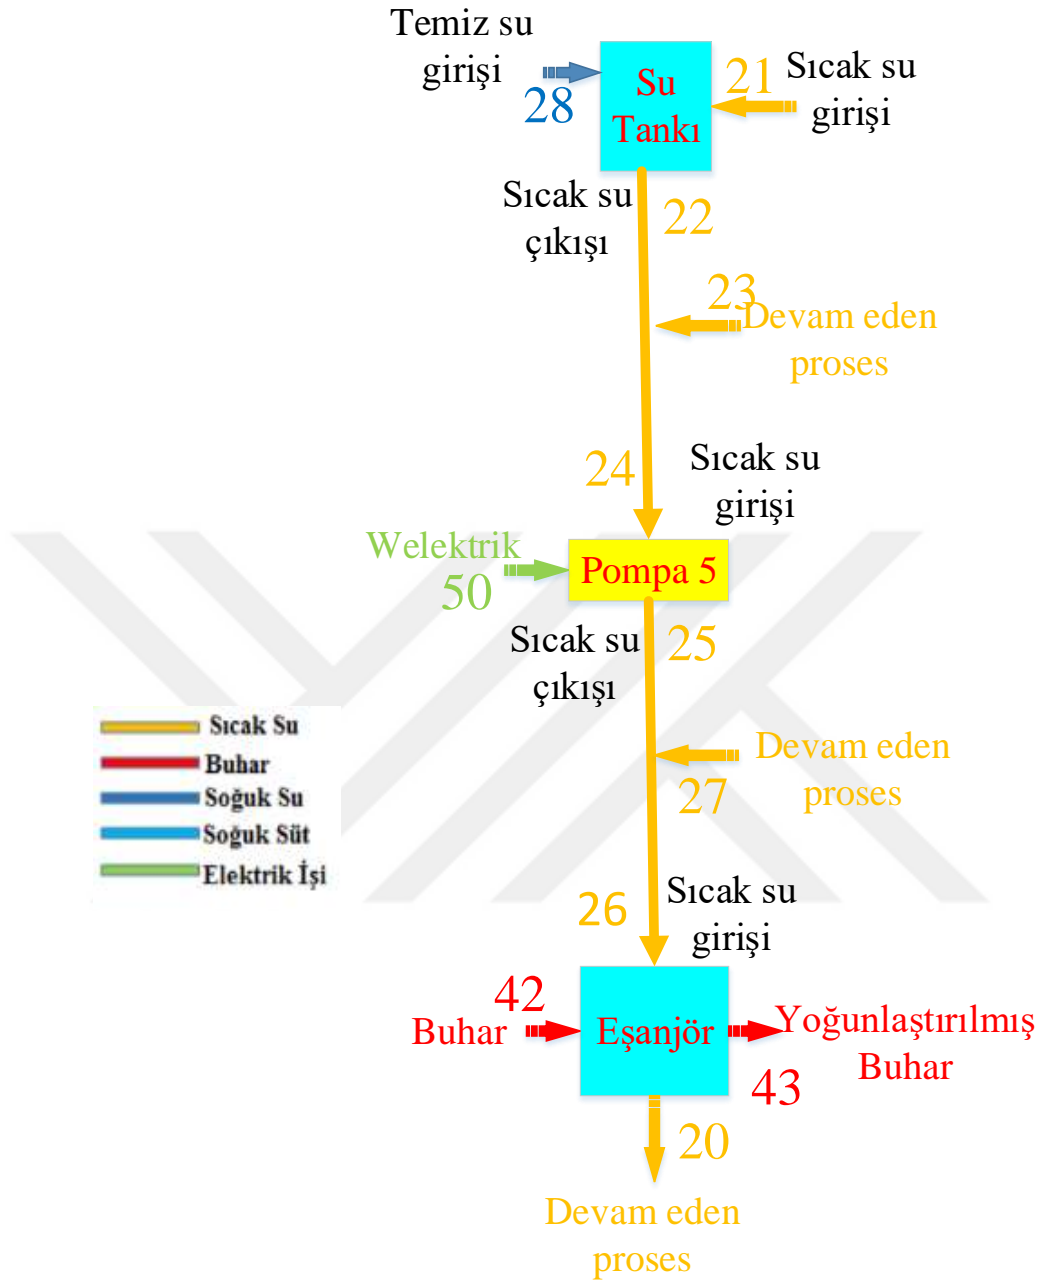 Temiz su
girişi
28
Su
Tankı
21
Sıcak su
girişi
Sıcak su
çıkışı
22
23
Devam eden
proses
24
Sıcak su
girişi
Welektrik
50
Pompa 5
Sıcak su
çıkışı
25
Devam eden
proses
27
Sıcak Su
Buhar
Soğuk Su
Soğuk Süt
Elektrik İşi
26
Sıcak su
girişi
42
Buhar
Eşanjör
Yoğunlaştırılmış
Buhar
43
20
Devam eden
proses